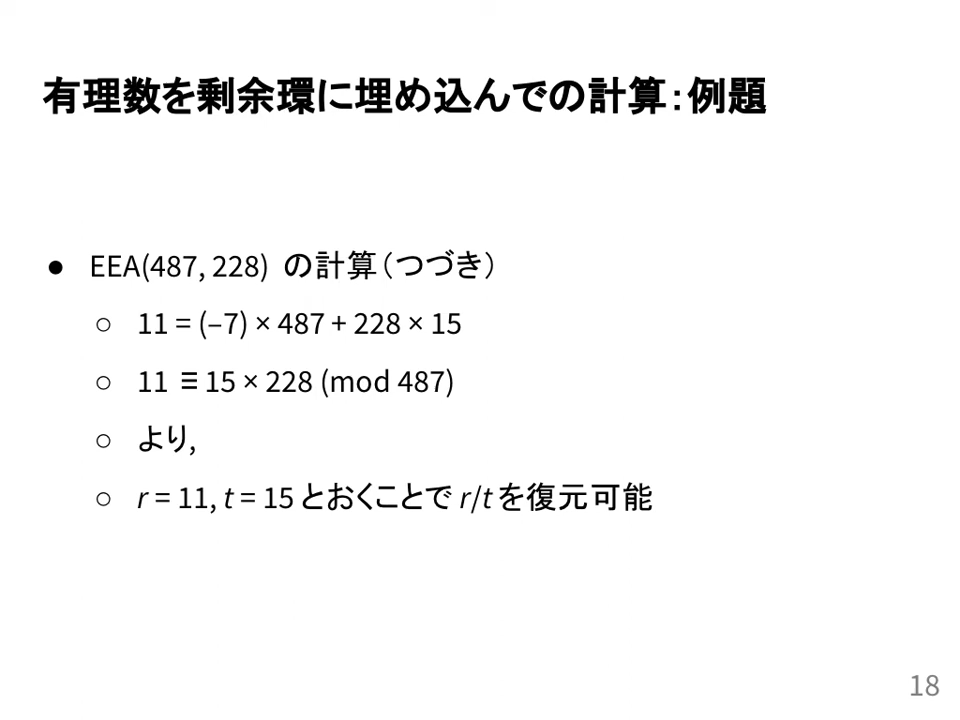 有理数を剰余環に埋め込んでの計算：例題
● EEA(487, 228) の計算（つづき）
○ 11 = (–7) × 487 + 228 × 15
○ 11 ≡ 15 × 228 (mod 487)
○ より,
○ r = 11, t = 15 とおくことで r/t を復元可能
18